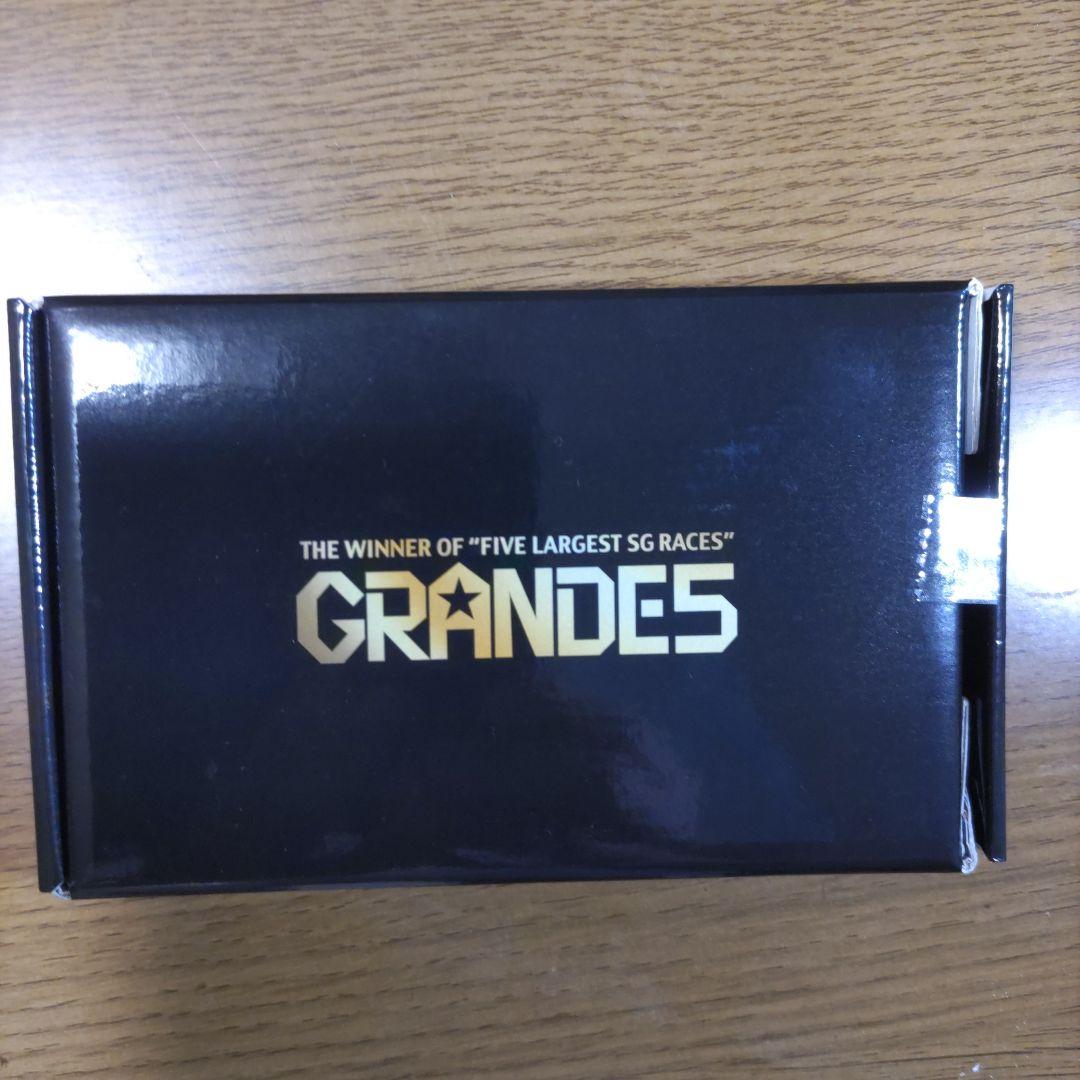 THE WINNER OF "FIVE LARGEST SG RACES"
GRANDE5